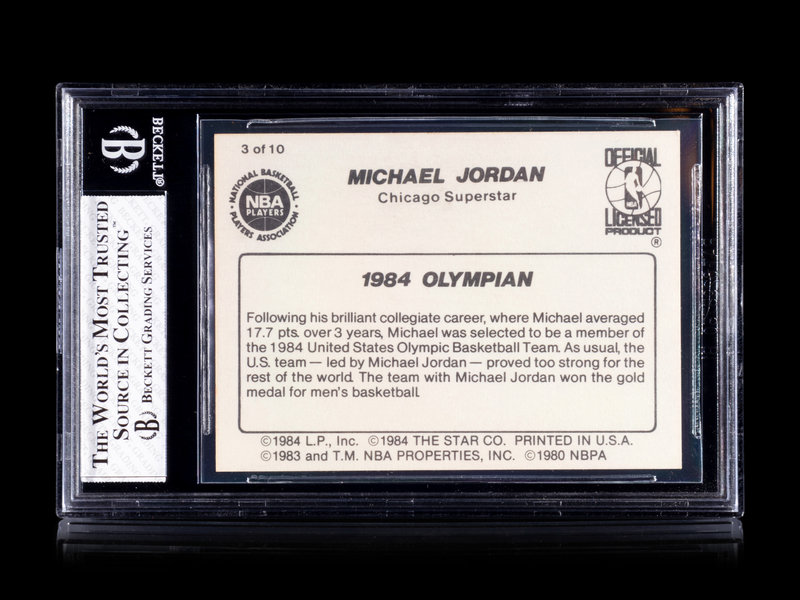 BECKETT®
B
THE WORLD'S MOST TRUSTED
SOURCE IN COLLECTING™
B BECKETT GRADING SERVICES
3 of 10
MICHAEL JORDAN
Chicago Superstar
NATIONAL BASKETBALL
NBA
PLAYERS
PLAYERS ASSOCIATION
OFFICIAL
LICENSED
PRODUCT
®
1984 OLYMPIAN
Following his brilliant collegiate career, where Michael averaged
17.7 pts. over 3 years, Michael was selected to be a member of
the 1984 United States Olympic Basketball Team. As usual, the
U.S. team — led by Michael Jordan — proved too strong for the
rest of the world. The team with Michael Jordan won the gold
medal for men's basketball.
©1984 L.P., Inc. ©1984 THE STAR CO. PRINTED IN U.S.A.
©1983 and T.M. NBA PROPERTIES, INC. ©1980 NBPA